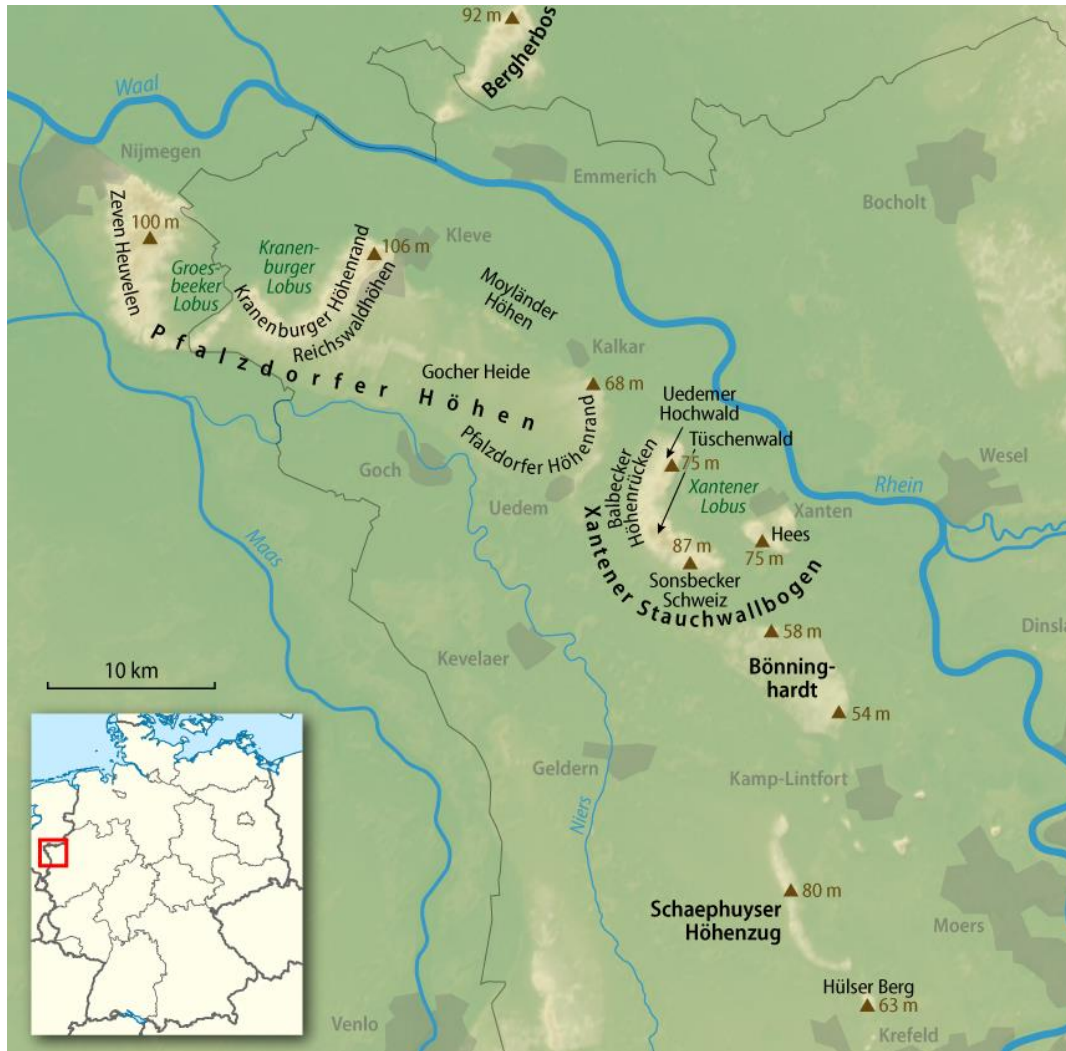 92 m
Bergherbos
Waal
Nijmegen
Emmerich
Bocholt
Zeven Heuvelen
100 m
Kranen-
burger
Lobus
106 m
Kleve
Groes-
beeker
Lobus
Kranenburger Höhenrand
Reichswaldhöhen
Moyländer
Höhen
Pfalzdorfer Höhen
Gocher Heide
Kalkar
68 m
Pfalzdorfer Höhenrand
Uedemer
Hochwald
Tüschenwald
75 m
Goch
Uedem
Balbecker
Höhenrücken
Xantener
Lobus
Xanten
Wesel
Rhein
Hees
75 m
87 m
Sonsbecker
Schweiz
Xantener Stauchwallbogen
Maas
58 m
Bönning-
hardt
54 m
Dinsla
Kevelaer
10 km
Geldern
Kamp-Lintfort
Niers
80 m
Schaephuyser
Höhenzug
Moers
Hülser Berg
63 m
Venlo
Krefeld